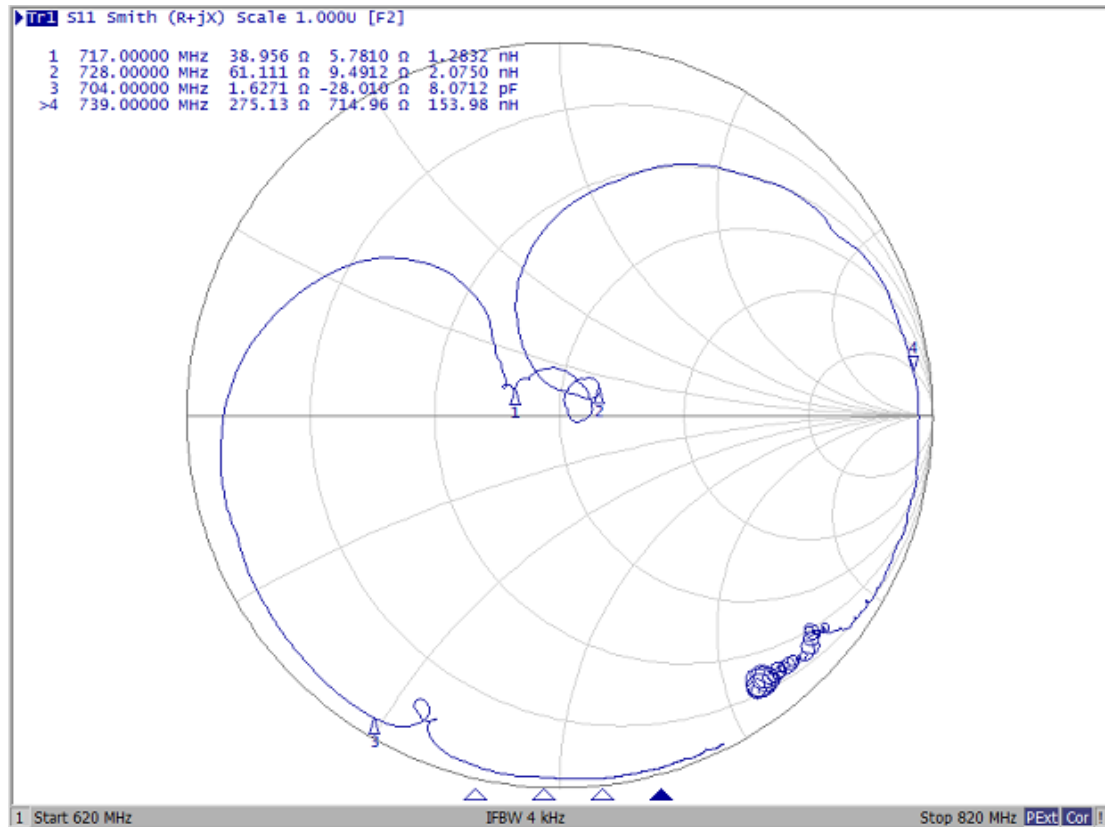 Tr1 S11 Smith (R+jX) Scale 1.000U [F2]
1 717.00000 MHz 38.956 Ω 5.7810 Ω 1.2832 nH
2 728.00000 MHz 61.111 Ω 9.4912 Ω 2.0750 nH
3 704.00000 MHz 1.6271 Ω -28.010 Ω 8.0712 pF
>4 739.00000 MHz 275.13 Ω 714.96 Ω 153.98 nH
4
1
2
3
1 Start 620 MHz IFBW 4 kHz Stop 820 MHz PExt Cor !